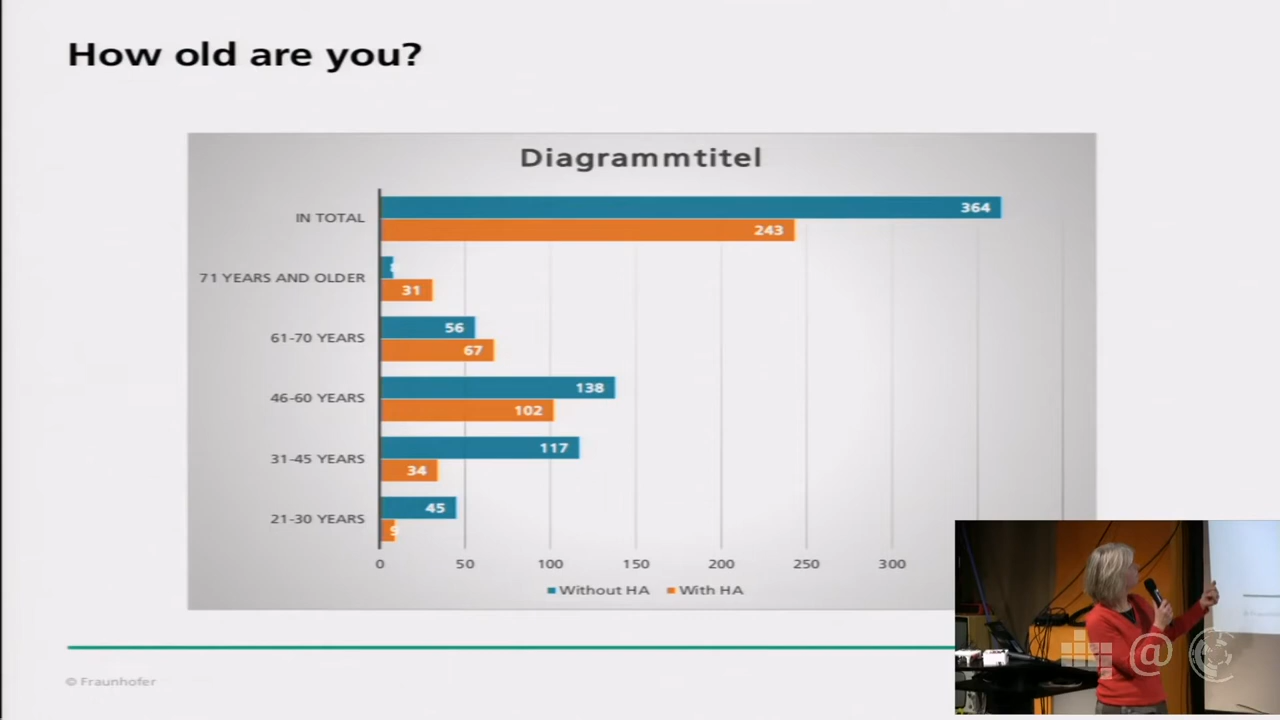 How old are you?
Diagrammtitel
IN TOTAL
364
243
71 YEARS AND OLDER
31
61-70 YEARS
56
67
46-60 YEARS
138
102
31-45 YEARS
117
34
21-30 YEARS
45
9
0 50 100 150 200 250 300
Without HA With HA
© Fraunhofer